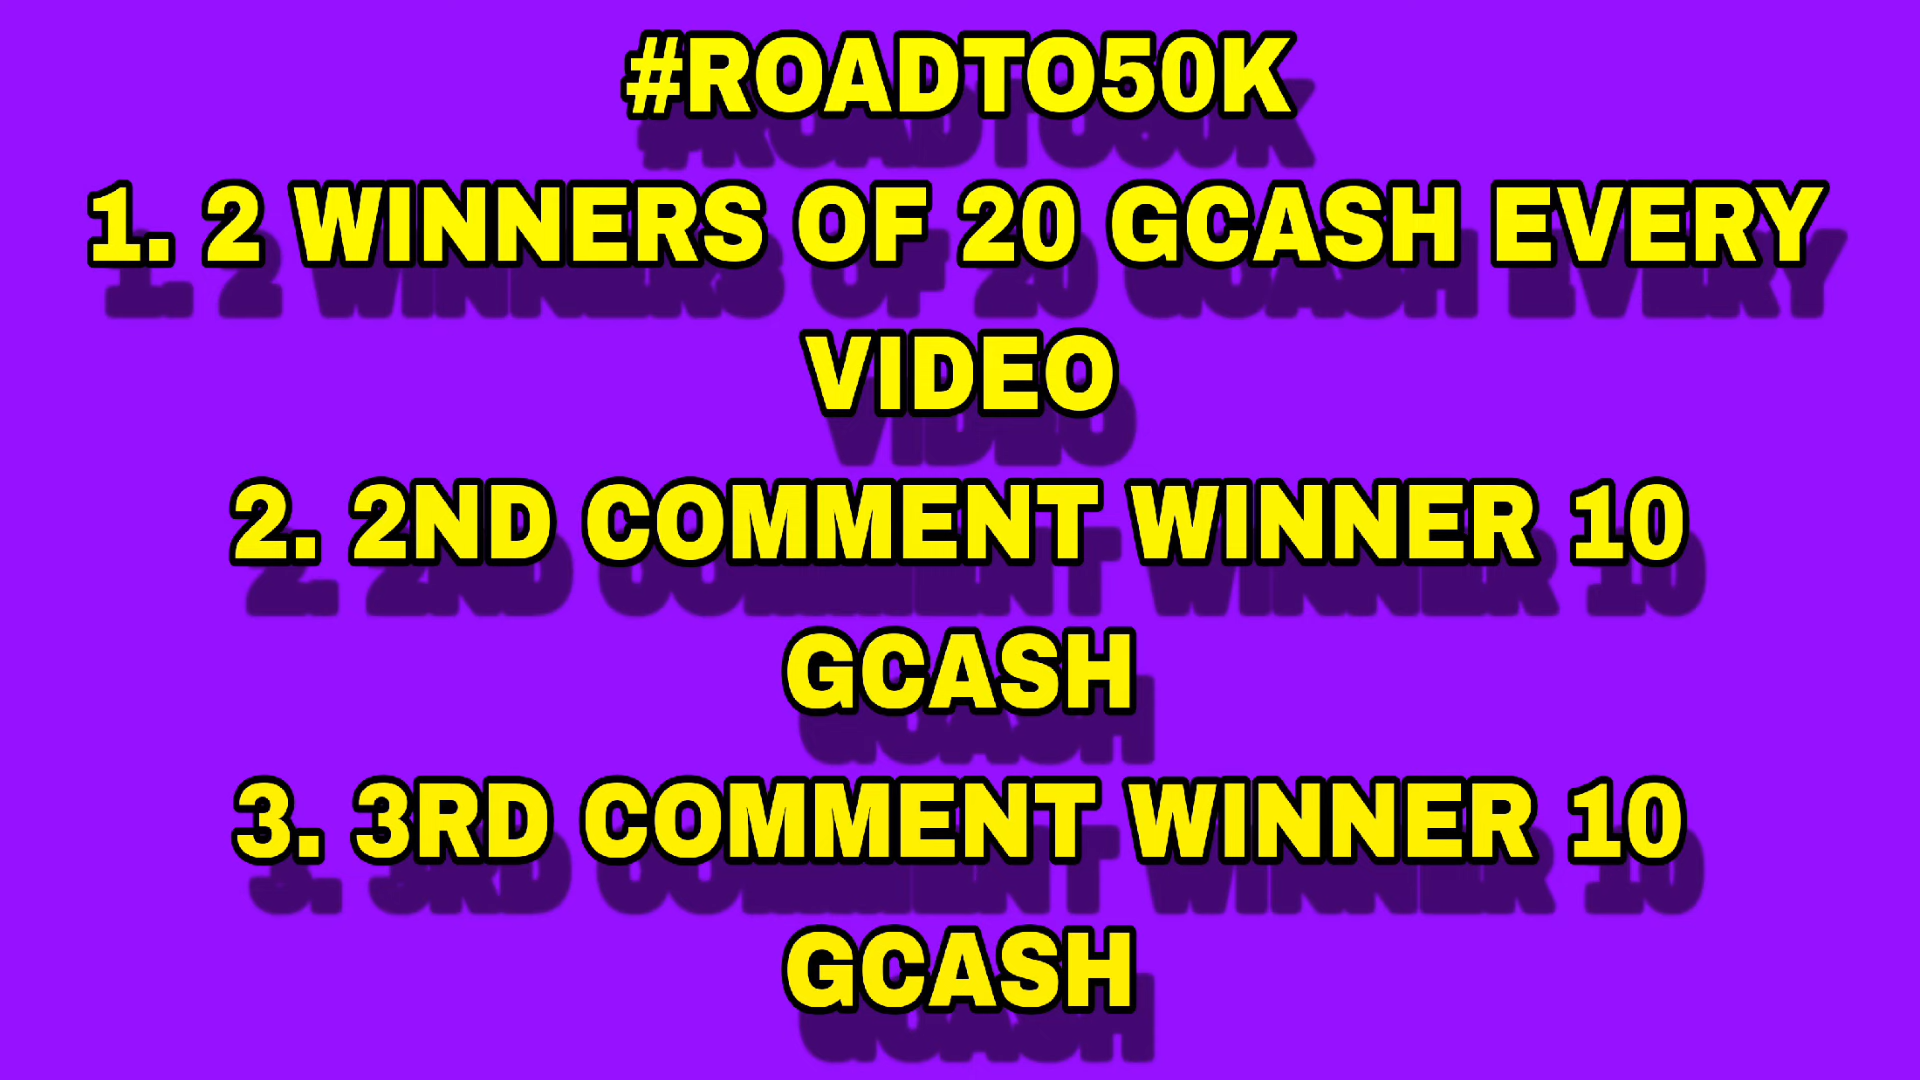 #ROADTO50K
1. 2 WINNERS OF 20 GCASH EVERY
VIDEO
2. 2ND COMMENT WINNER 10
GCASH
3. 3RD COMMENT WINNER 10
GCASH